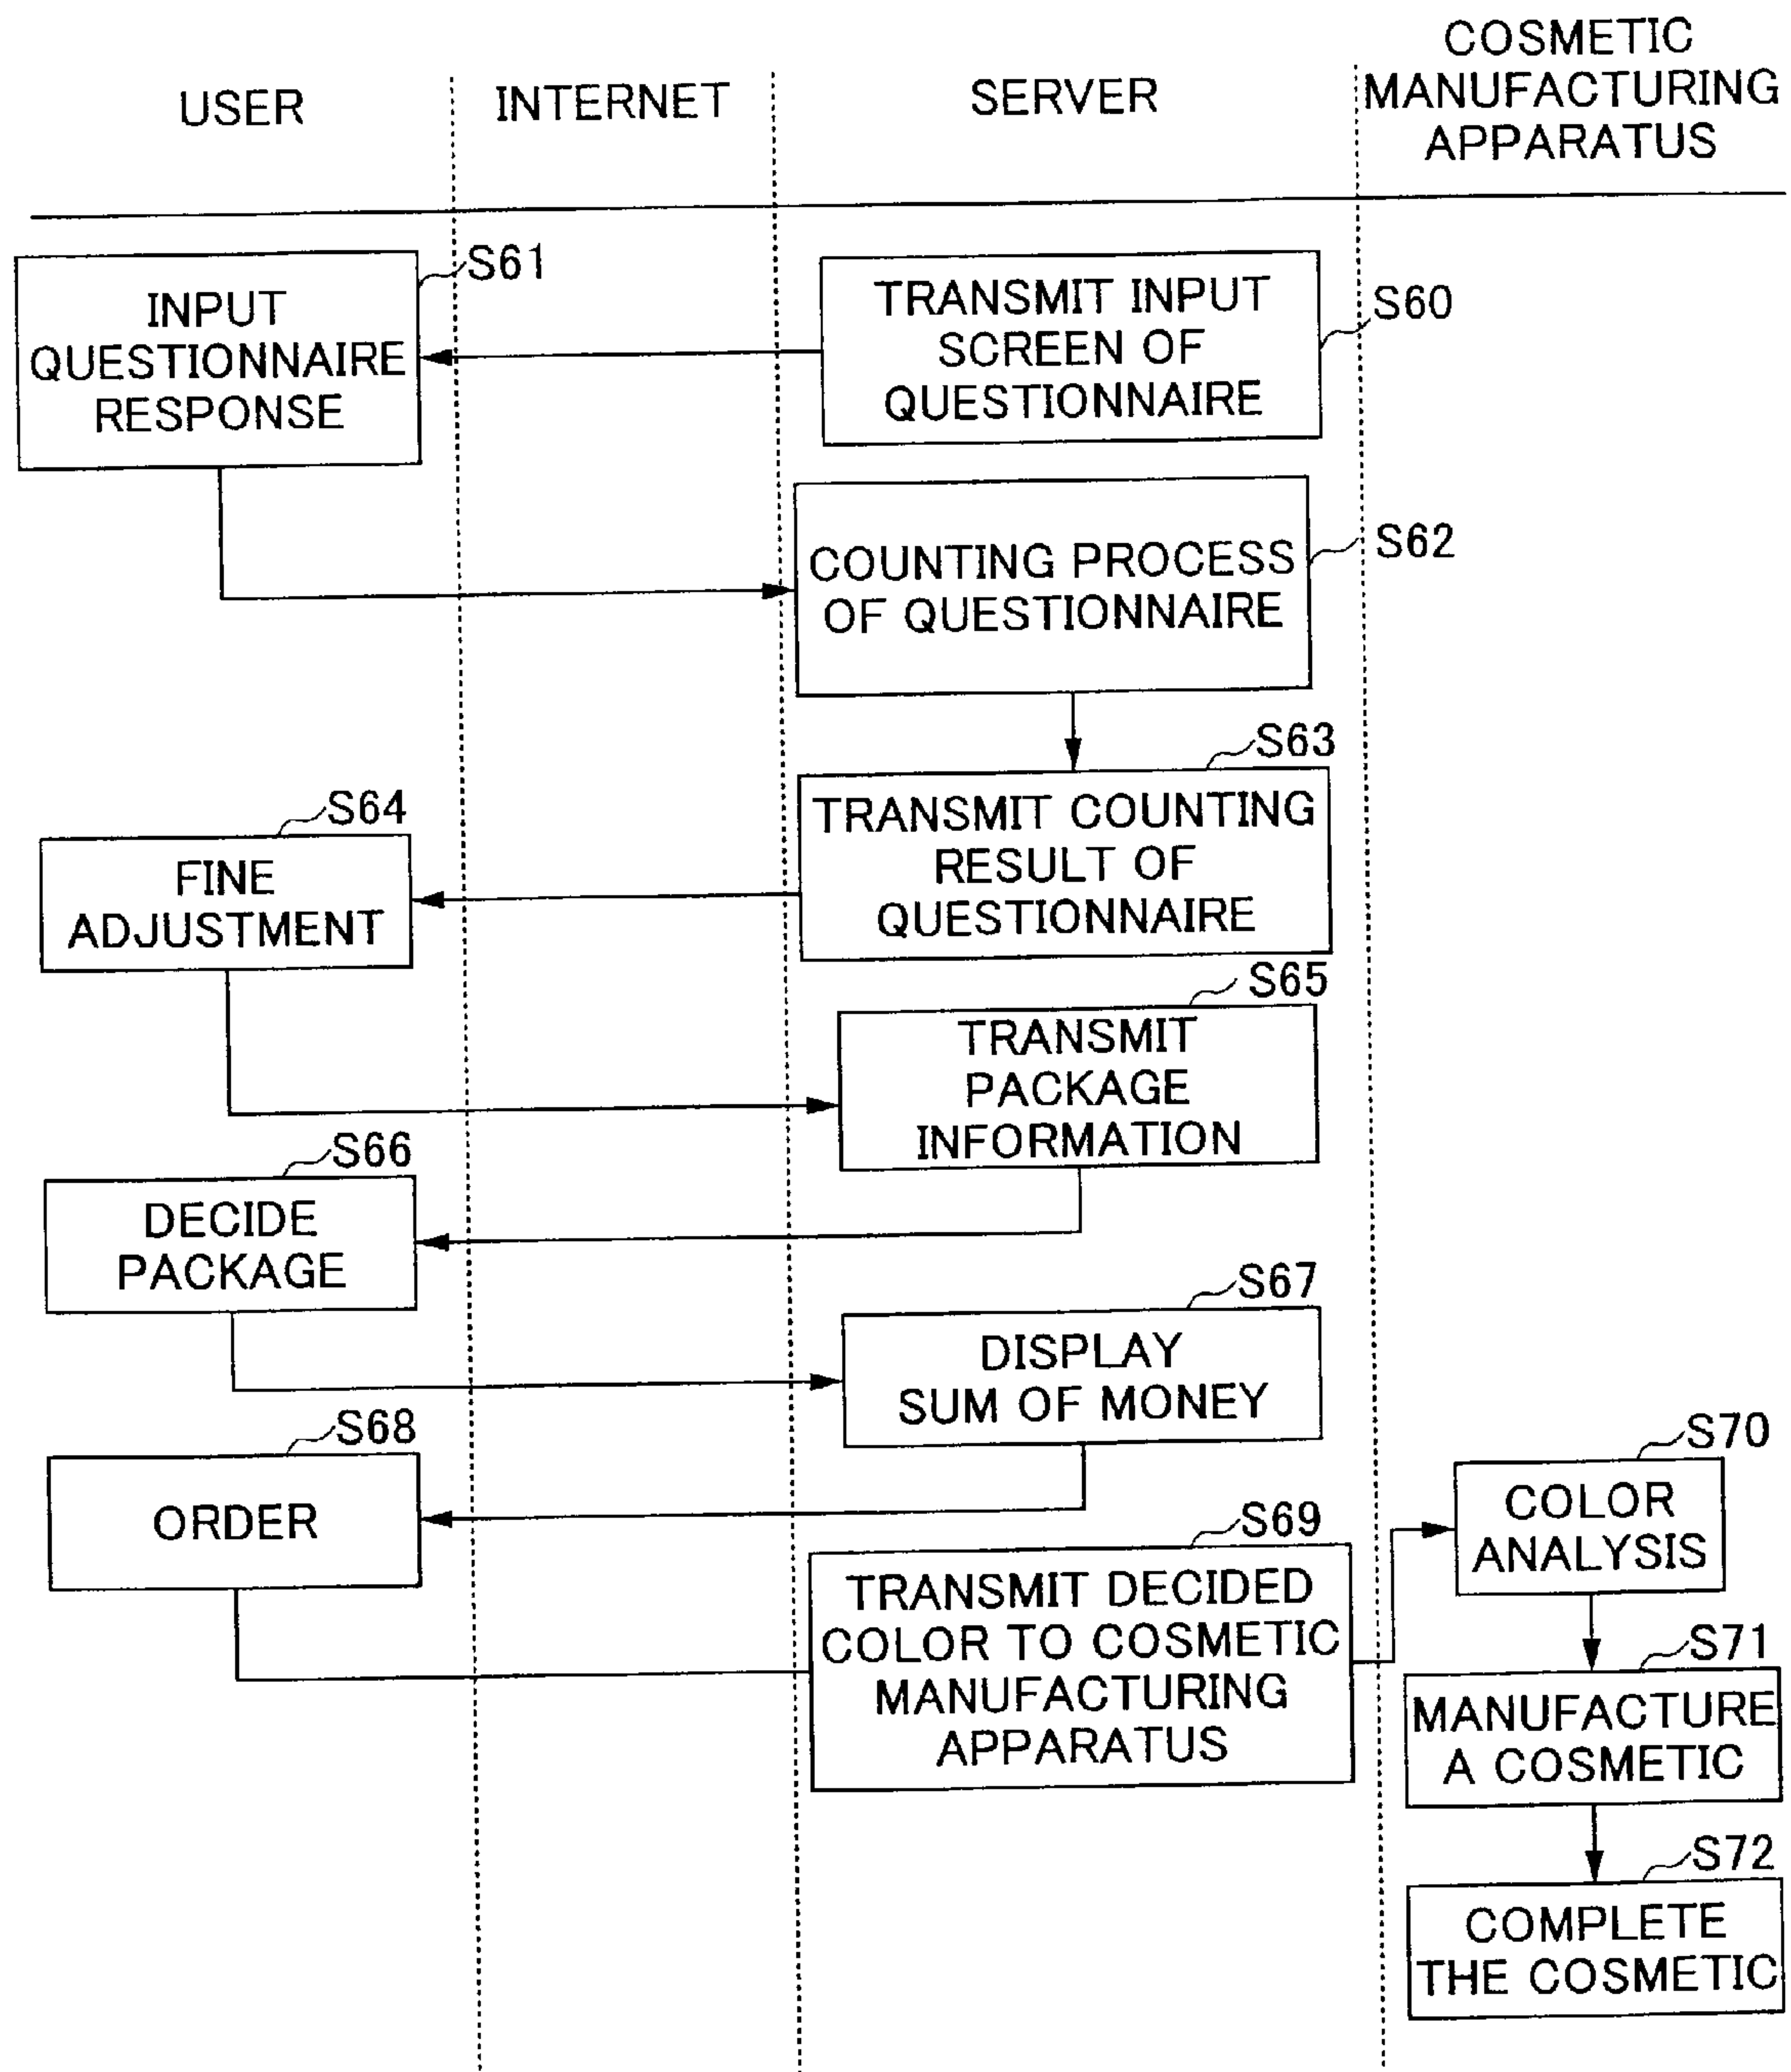 USER
INTERNET
SERVER
COSMETIC
MANUFACTURING
APPARATUS
S61
INPUT
QUESTIONNAIRE
RESPONSE
S60
TRANSMIT INPUT
SCREEN OF
QUESTIONNAIRE
S62
COUNTING PROCESS
OF QUESTIONNAIRE
S63
TRANSMIT COUNTING
RESULT OF
QUESTIONNAIRE
S64
FINE
ADJUSTMENT
S65
TRANSMIT
PACKAGE
INFORMATION
S66
DECIDE
PACKAGE
S67
DISPLAY
SUM OF MONEY
S68
ORDER
S69
TRANSMIT DECIDED
COLOR TO COSMETIC
MANUFACTURING
APPARATUS
S70
COLOR
ANALYSIS
S71
MANUFACTURE
A COSMETIC
S72
COMPLETE
THE COSMETIC